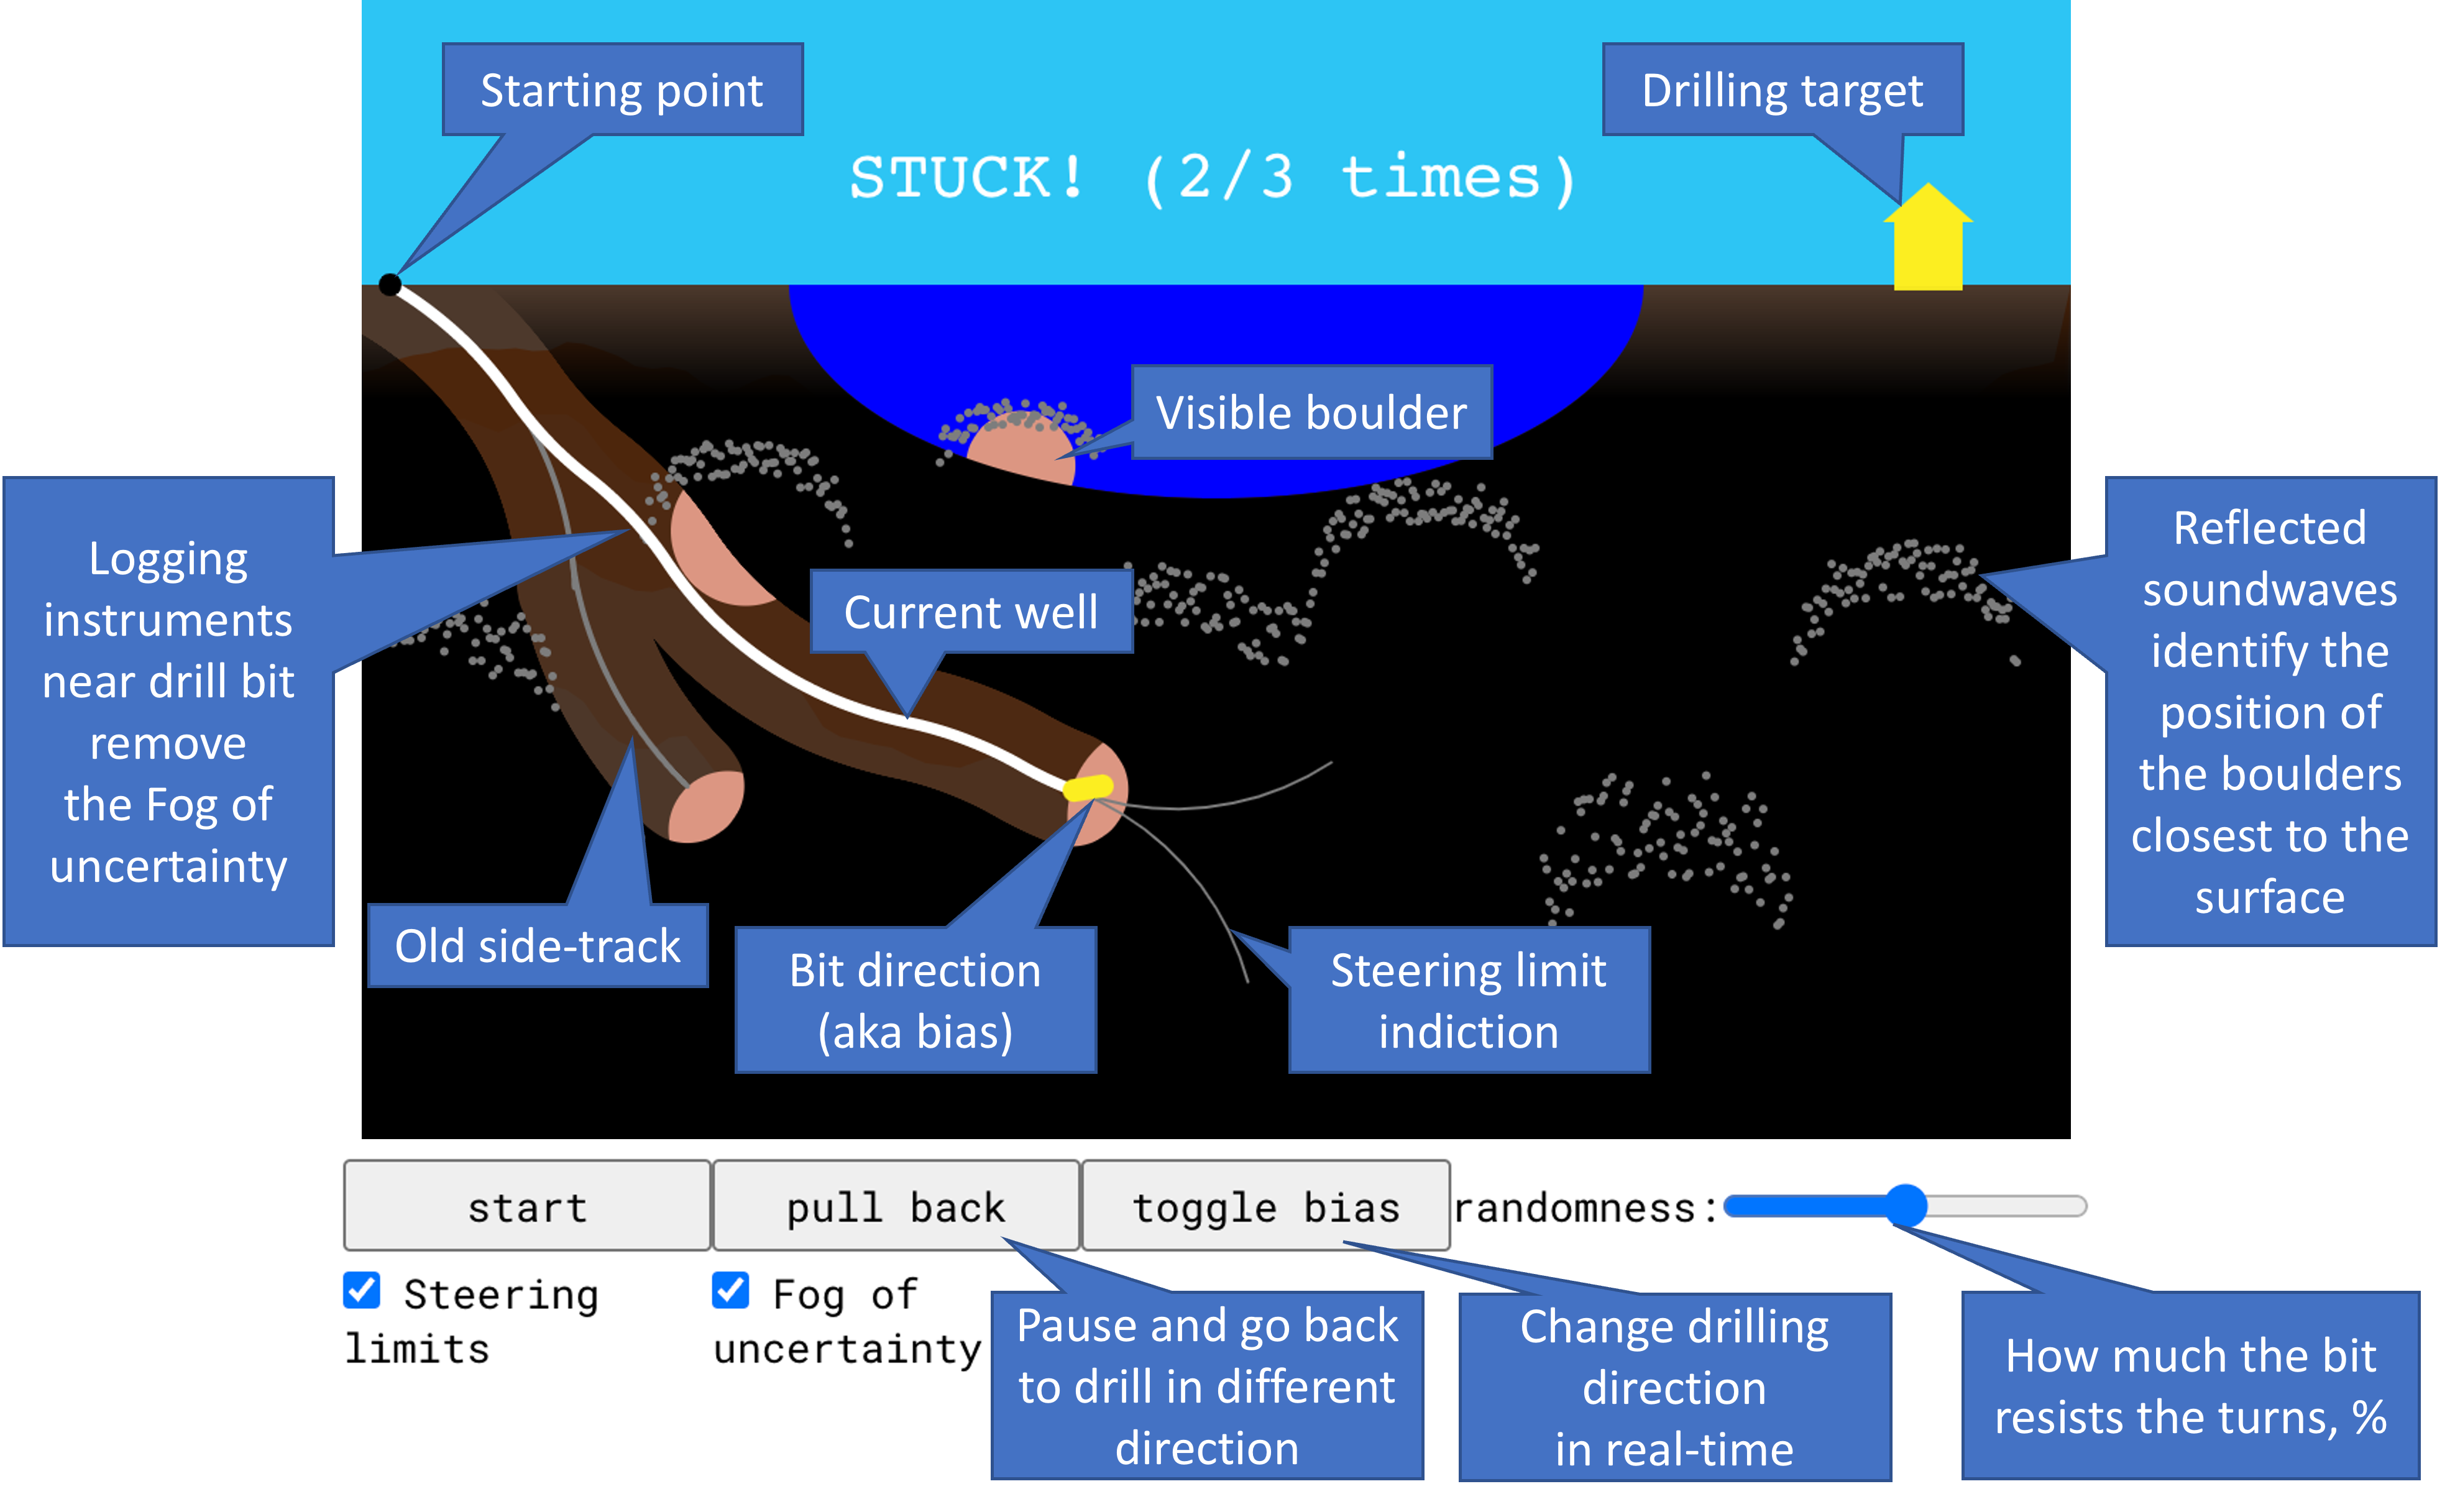 Starting point
Drilling target
STUCK! (2/3 times)
Visible boulder
Logging
instruments
near drill bit
remove
the Fog of
uncertainty
Current well
Reflected
soundwaves
identify the
position of
the boulders
closest to the
surface
Old side-track
Bit direction
(aka bias)
Steering limit
indiction
start
pull back
toggle bias
randomness:
Steering
limits
Fog of
uncertainty
Pause and go back
to drill in different
direction
Change drilling
direction
in real-time
How much the bit
resists the turns, %